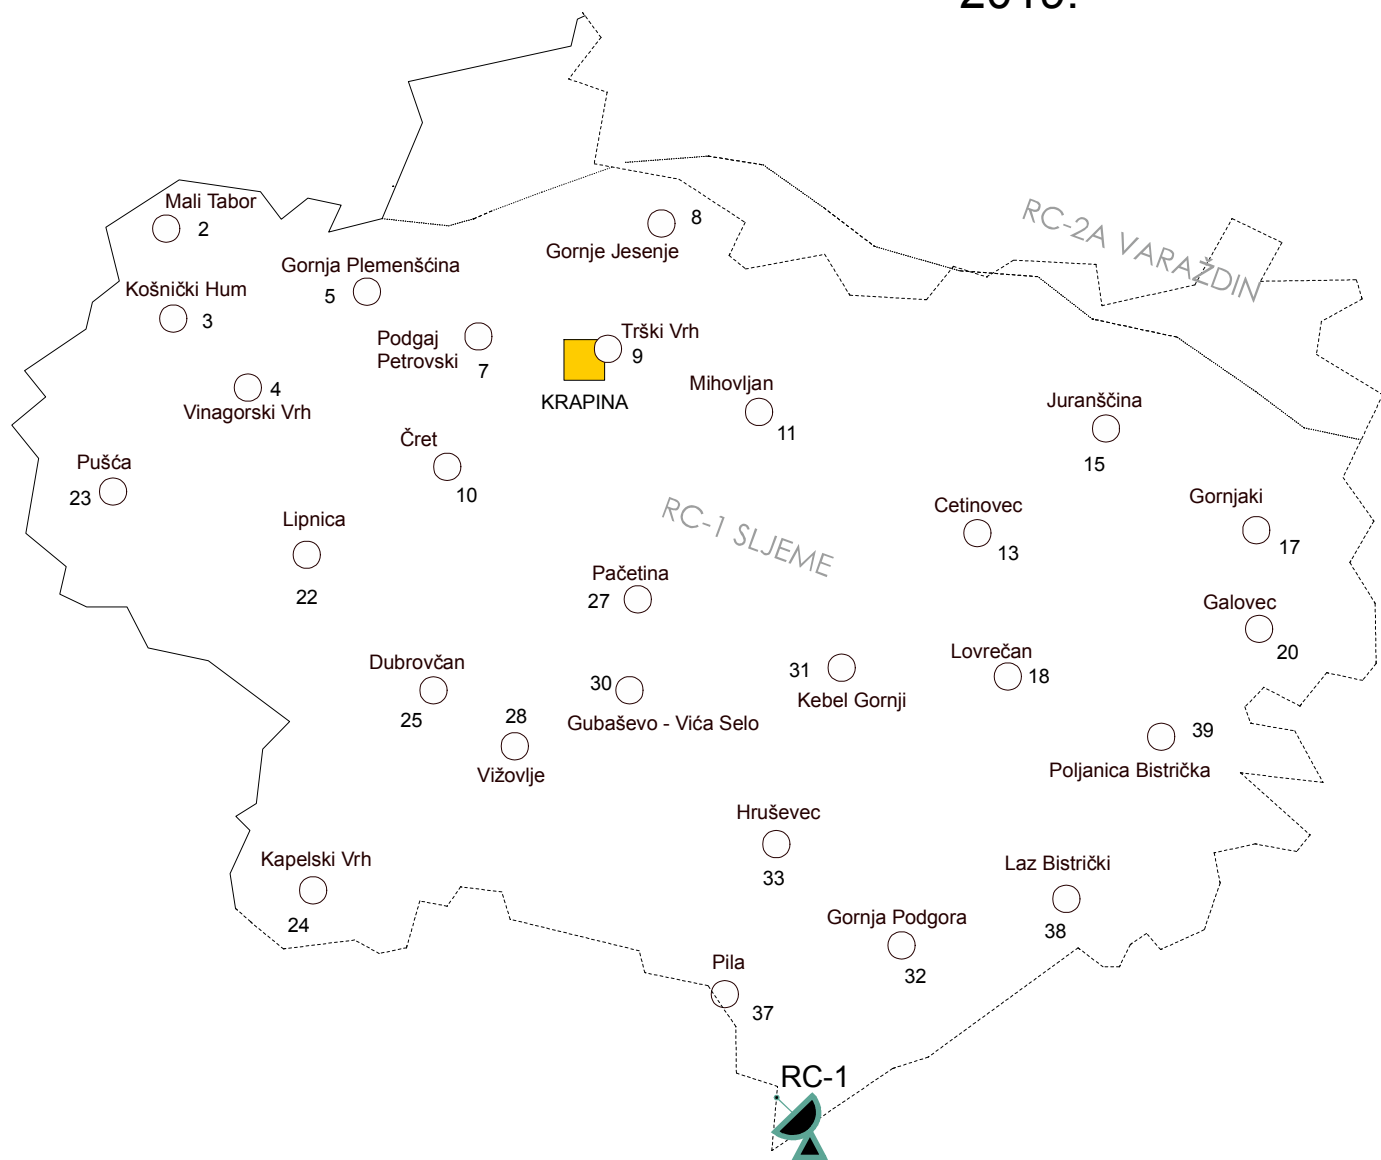 Mali Tabor
2
8
Gornje Jesenje
RC-2A VARAŽDIN
Gornja Plemenšćina
5
Košnički Hum
3
Podgaj
Petrovski
7
Trški Vrh
9
KRAPINA
4
Vinagorski Vrh
Mihovljan
11
Juranščina
15
Čret
10
Pušća
23
RC-1 SLJEME
Cetinovec
13
Gornjaki
17
Lipnica
22
Pačetina
27
Galovec
20
Dubrovčan
25
28
Vižovlje
30
Gubaševo - Vića Selo
31
Kebel Gornji
Lovrečan
18
39
Poljanica Bistrička
Hruševec
33
Kapelski Vrh
24
Laz Bistrički
38
Gornja Podgora
32
Pila
37
RC-1